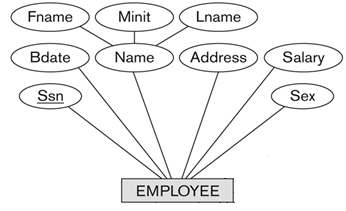 Fname Minit Lname
Bdate Name Address Salary
Ssn Sex
EMPLOYEE